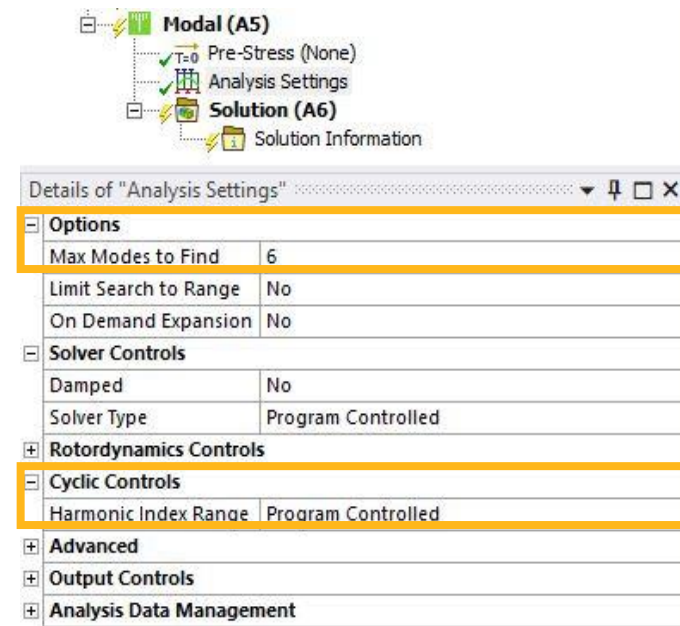 Modal (A5)
T=0 Pre-Stress (None)
Analysis Settings
Solution (A6)
i Solution Information
Details of "Analysis Settings"
Options
Max Modes to Find 6
Limit Search to Range No
On Demand Expansion No
Solver Controls
Damped No
Solver Type Program Controlled
Rotordynamics Controls
Cyclic Controls
Harmonic Index Range Program Controlled
Advanced
Output Controls
Analysis Data Management